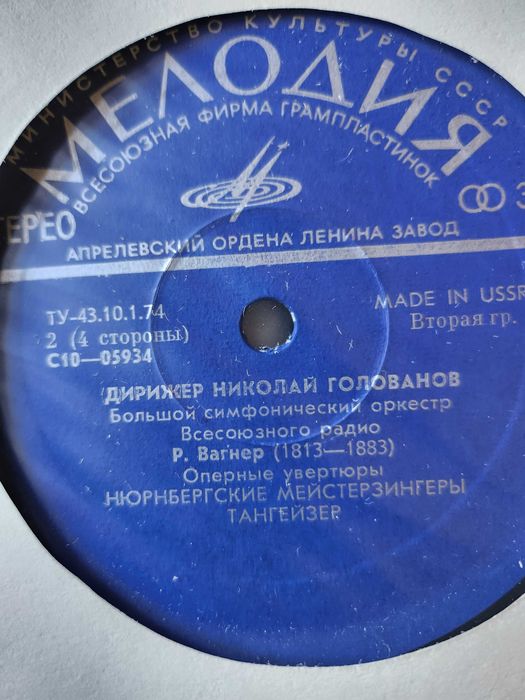 МИНИСТЕРСТВО КУЛЬТУРЫ СССР
МЕЛОДИЯ
ВСЕСОЮЗНАЯ ФИРМА ГРАМПЛАСТИНОК
ТЕРЕО
АПРЕЛЕВСКИЙ ОРДЕНА ЛЕНИНА ЗАВОД
ТУ-43.10.1.74
MADE IN USSR
2 (4 стороны)
Вторая гр.
С10—05934
ДИРИЖЕР НИКОЛАЙ ГОЛОВАНОВ
Большой симфонический оркестр
Всесоюзного радио
Р. Вагнер (1813—1883)
Оперные увертюры
НЮРНБЕРГСКИЕ МЕЙСТЕРЗИНГЕРЫ
ТАНГЕЙЗЕР